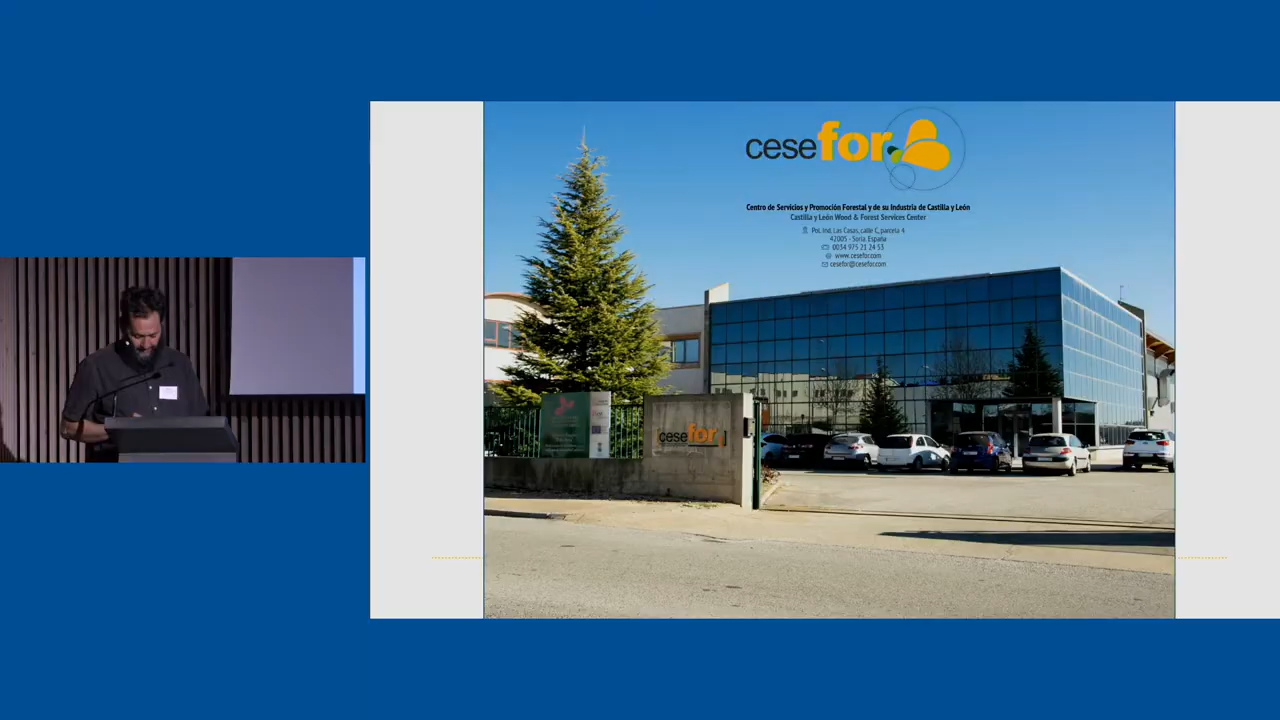 cesefor
Centro de Servicios y Promoción Forestal y de su Industria de Castilla y León
Castilla y León Wood & Forest Services Center
Pol. Ind. Las Casas, calle C, parcela 4
42005 - Soria. España
0034 975 21 24 53
www.cesefor.com
cesefor@cesefor.com
cesefor